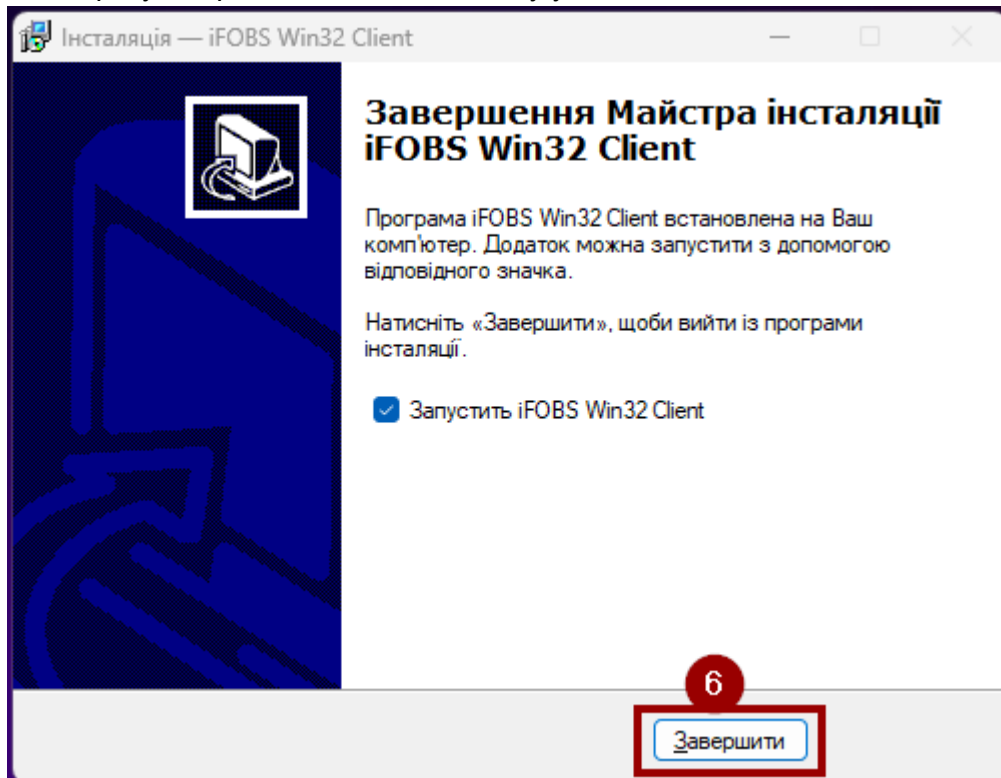 Інсталяція — iFOBS Win32 Client
Завершення Майстра інсталяції
iFOBS Win32 Client
Програма iFOBS Win32 Client встановлена на Ваш
комп'ютер. Додаток можна запустити з допомогою
відповідного значка.
Натисніть «Завершити», щоби вийти із програми
інсталяції.
Запустить iFOBS Win32 Client
6
Завершити